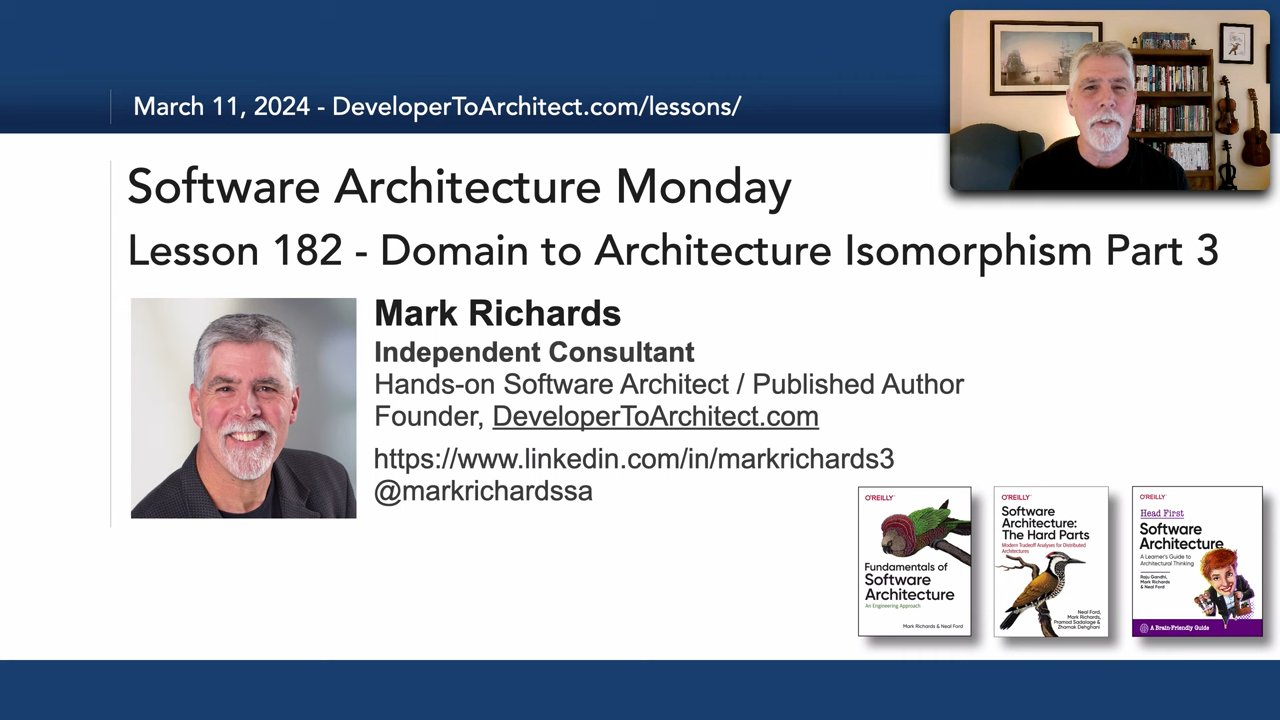 March 11, 2024 - DeveloperToArchitect.com/lessons/
Software Architecture Monday
Lesson 182 - Domain to Architecture Isomorphism Part 3
Mark Richards
Independent Consultant
Hands-on Software Architect / Published Author
Founder, DeveloperToArchitect.com
https://www.linkedin.com/in/markrichards3
@markrichardssa
O'REILLY
Fundamentals of
Software
Architecture
An Engineering Approach
Mark Richards & Neal Ford
O'REILLY
Software
Architecture:
The Hard Parts
Modern Tradeoff Analyses for Distributed
Architectures
Neal Ford,
Mark Richards,
Pramod Sadalage &
Zhamak Dehghani
O'REILLY
Head First
Software
Architecture
A Learner's Guide to
Architectural Thinking
Raju Gandhi,
Mark Richards
& Neal Ford
A Brain-Friendly Guide